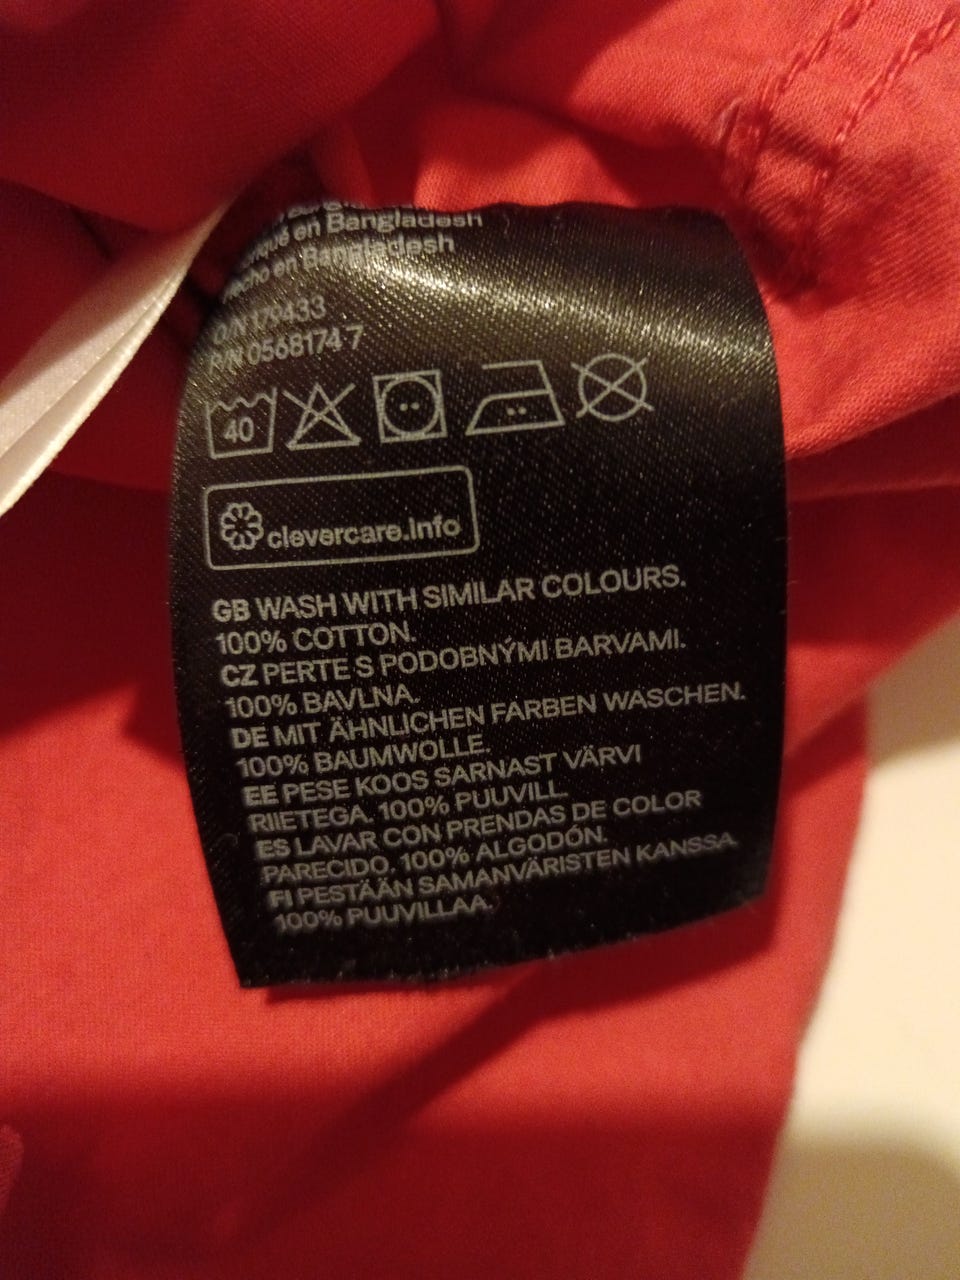 en Bangladesh
en Bangladesh
O/N 179433
P/N 0568174 7
40
clevercare.info
GB WASH WITH SIMILAR COLOURS.
100% COTTON.
CZ PERTE S PODOBNÝMI BARVAMI.
100% BAVLNA.
DE MIT ÄHNLICHEN FARBEN WASCHEN.
100% BAUMWOLLE.
EE PESE KOOS SARNAST VÄRVI
RIIETEGA. 100% PUUVILL.
ES LAVAR CON PRENDAS DE COLOR
PARECIDO. 100% ALGODÓN.
FI PESTÄÄN SAMANVÄRISTEN KANSSA.
100% PUUVILLAA.